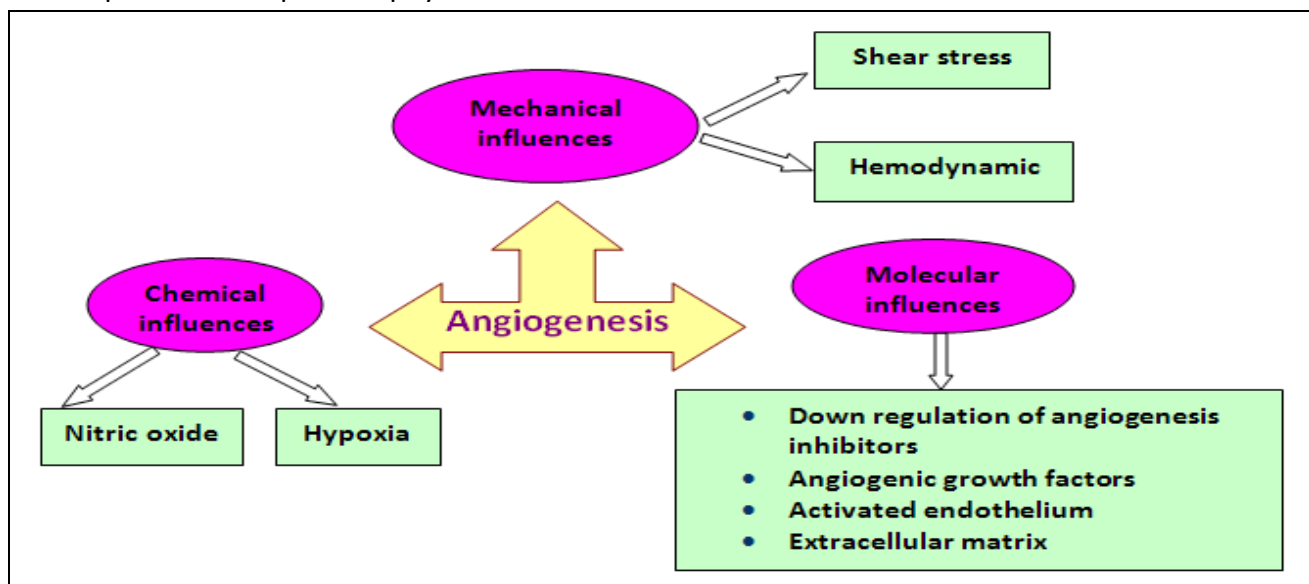 Shear stress
Mechanical
influences
Hemodynamic
Molecular
influences
Chemical
influences
Angiogenesis
Nitric oxide
Hypoxia
• Down regulation of angiogenesis
inhibitors
• Angiogenic growth factors
• Activated endothelium
• Extracellular matrix